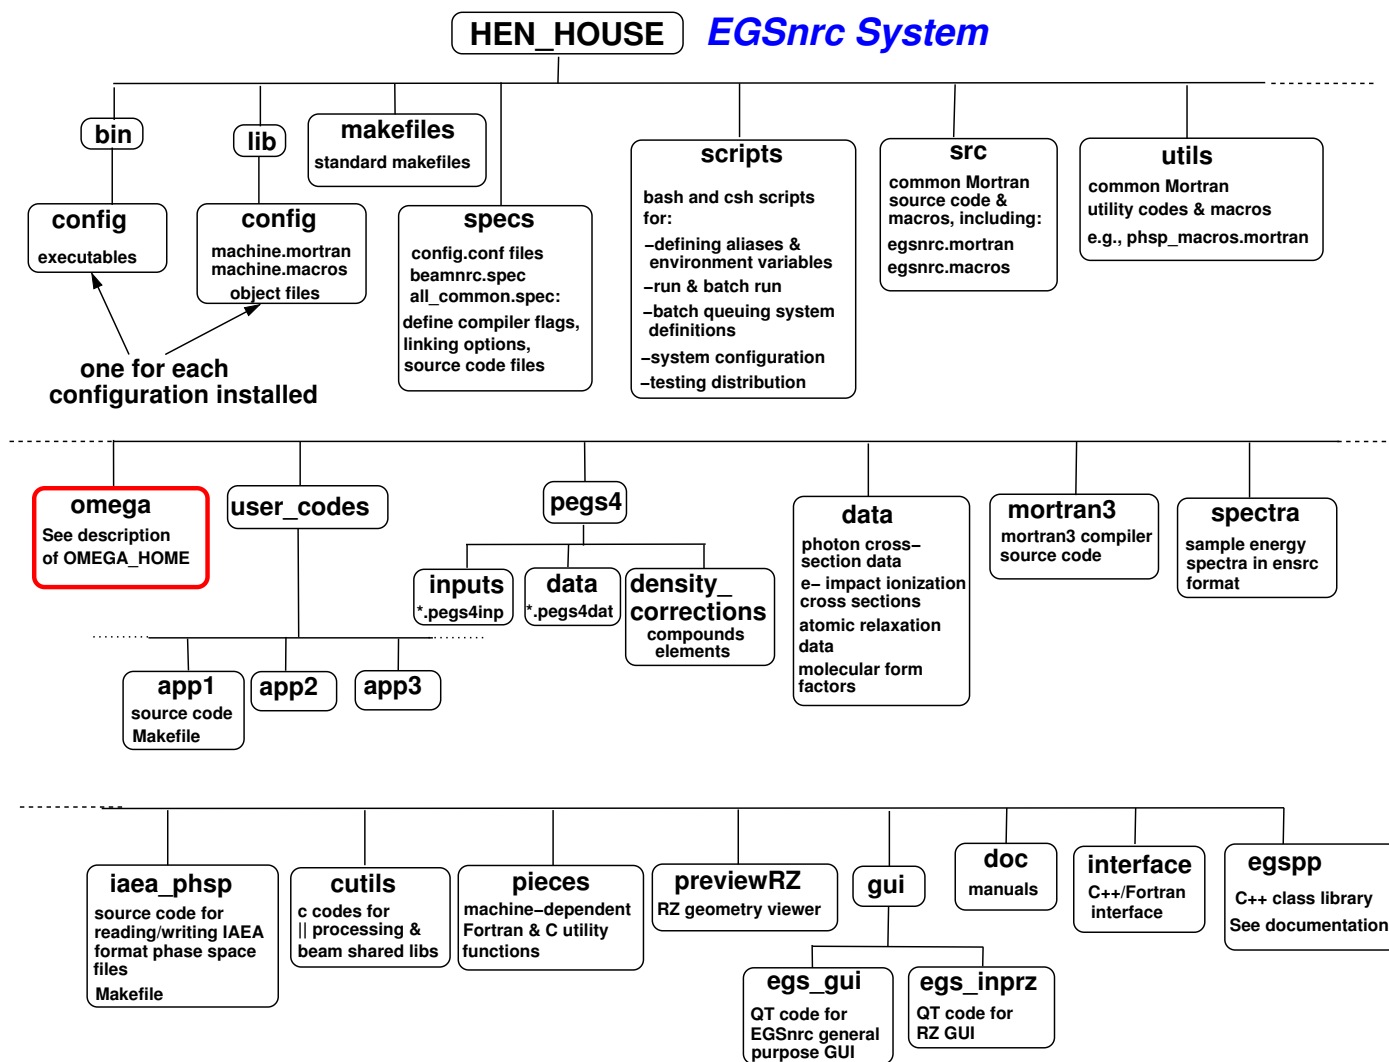 HEN_HOUSE EGSnrc System
bin
lib
makefiles
standard makefiles
scripts
bash and csh scripts
for:
−defining aliases &
environment variables
−run & batch run
−batch queuing system
definitions
−system configuration
−testing distribution
src
common Mortran
source code &
macros, including:
egsnrc.mortran
egsnrc.macros
utils
common Mortran
utility codes & macros
e.g., phsp_macros.mortran
config
executables
config
machine.mortran
machine.macros
object files
specs
config.conf files
beamnrc.spec
all_common.spec:
define compiler flags,
linking options,
source code files
one for each
configuration installed
omega
See description
of OMEGA_HOME
user_codes
pegs4
data
photon cross−
section data
e− impact ionization
cross sections
atomic relaxation
data
molecular form
factors
mortran3
mortran3 compiler
source code
spectra
sample energy
spectra in ensrc
format
inputs
*.pegs4inp
data
*.pegs4dat
density_
corrections
compounds
elements
app1
source code
Makefile
app2
app3
iaea_phsp
source code for
reading/writing IAEA
format phase space
files
Makefile
cutils
c codes for
|| processing &
beam shared libs
pieces
machine−dependent
Fortran & C utility
functions
previewRZ
RZ geometry viewer
gui
doc
manuals
interface
C++/Fortran
interface
egspp
C++ class library
See documentation
egs_gui
QT code for
EGSnrc general
purpose GUI
egs_inprz
QT code for
RZ GUI